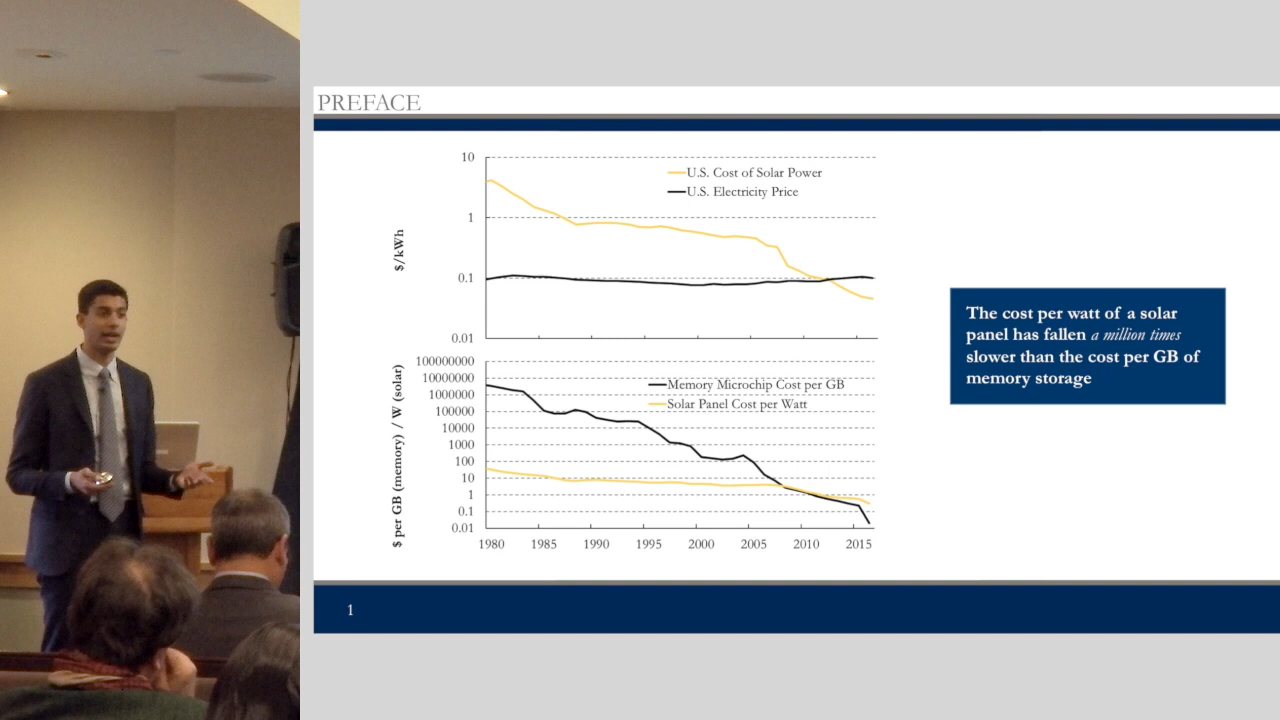 PREFACE
10
1
0.1
0.01
$/kWh
U.S. Cost of Solar Power
U.S. Electricity Price
100000000
10000000
1000000
100000
10000
1000
100
10
1
0.1
0.01
$ per GB (memory) / W (solar)
Memory Microchip Cost per GB
Solar Panel Cost per Watt
1980 1985 1990 1995 2000 2005 2010 2015
The cost per watt of a solar
panel has fallen a million times
slower than the cost per GB of
memory storage
1